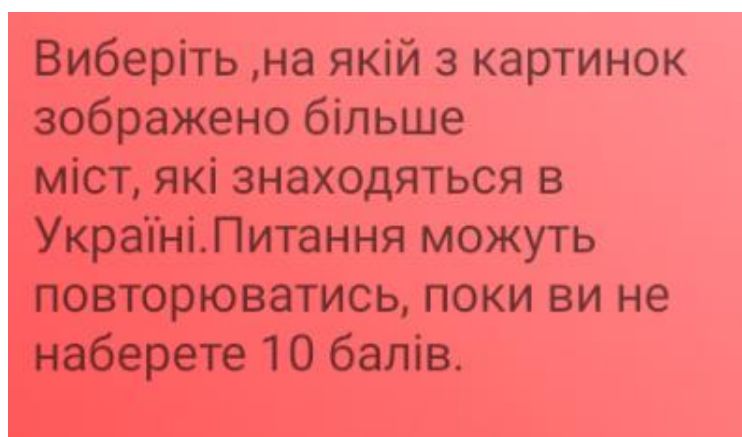 Виберіть ,на якій з картинок
зображено більше
міст, які знаходяться в
Україні.Питання можуть
повторюватись, поки ви не
наберете 10 балів.